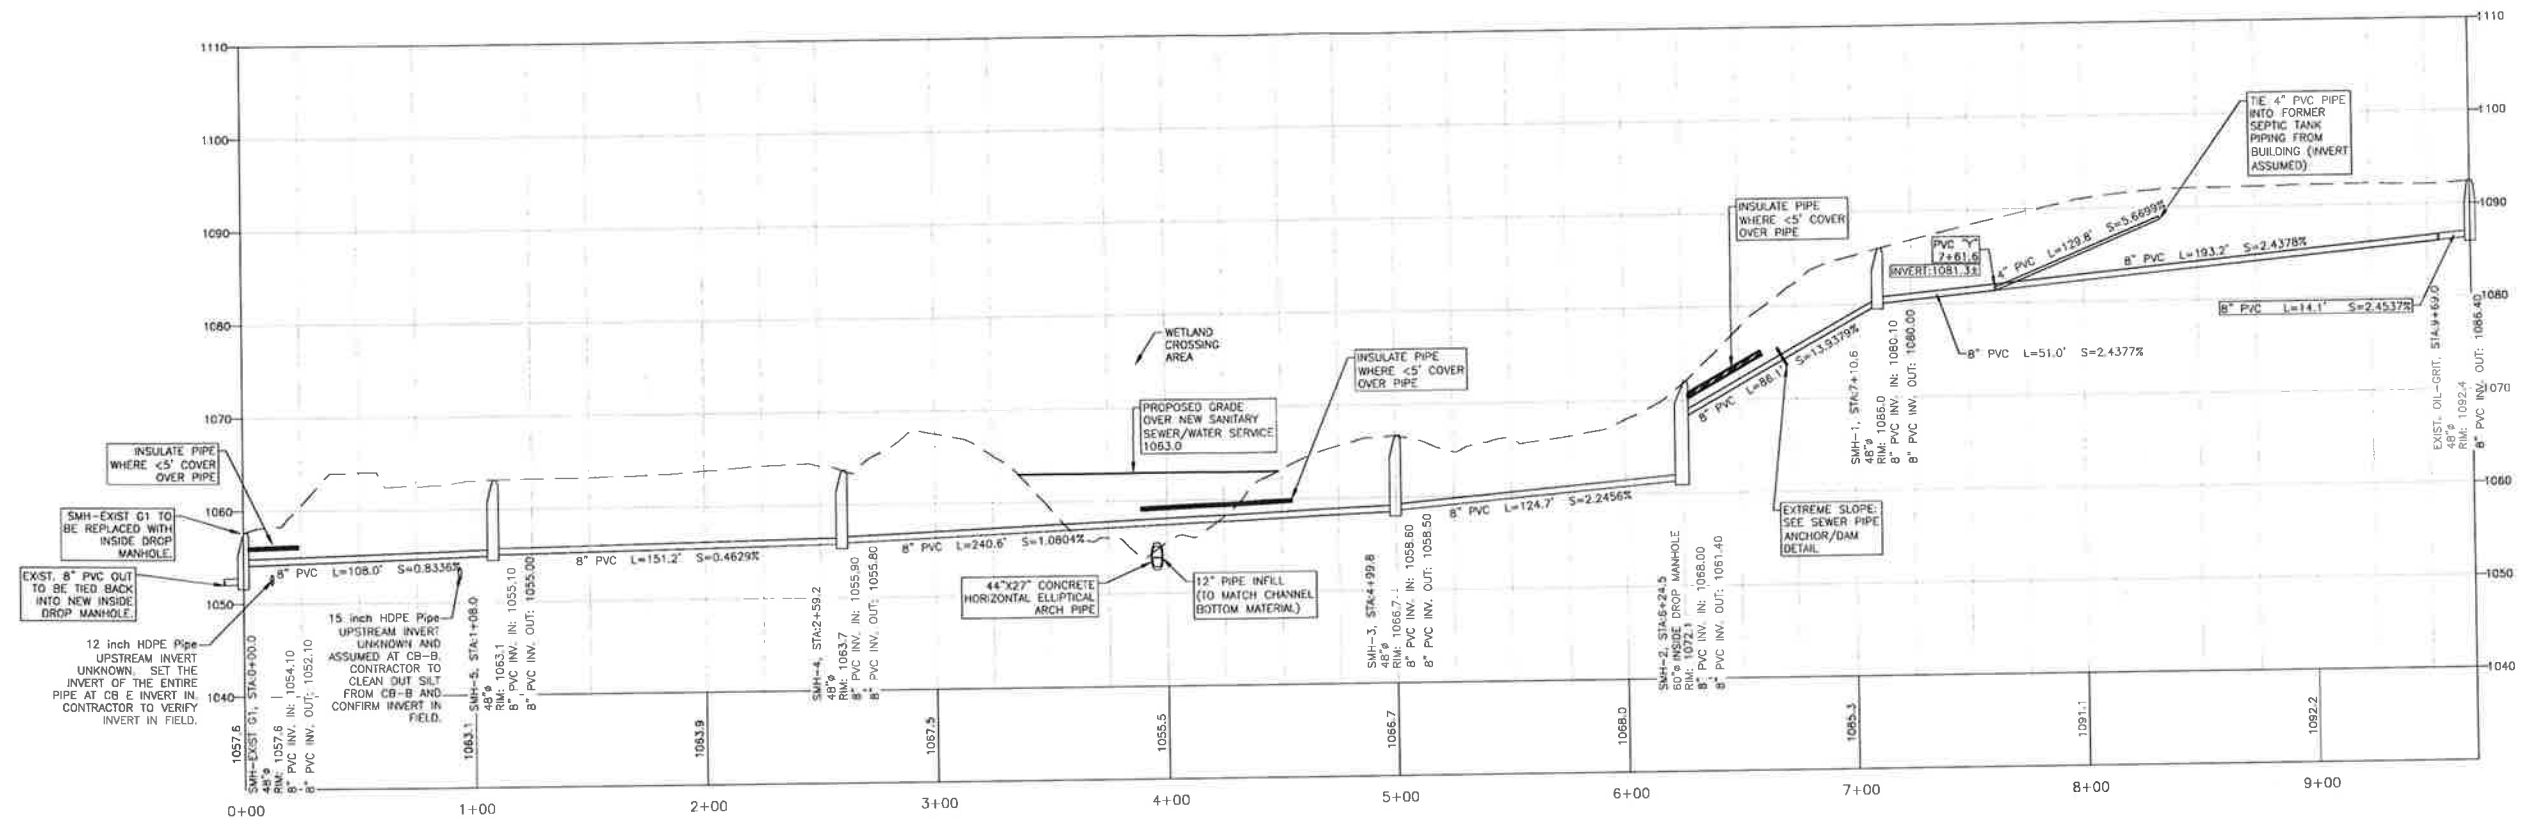 1110
1100
1090
1080
1070
1060
1050
1040
INSULATE PIPE
WHERE <5' COVER
OVER PIPE
SMH-EXIST G1 TO
BE REPLACED WITH
INSIDE DROP
MANHOLE.
EXIST. 8" PVC OUT
TO BE TIED BACK
INTO NEW INSIDE
DROP MANHOLE.
12 inch HDPE Pipe
UPSTREAM INVERT
UNKNOWN. SET THE
INVERT OF THE ENTIRE
PIPE AT CB E INVERT IN.
CONTRACTOR TO VERIFY
INVERT IN FIELD.
8" PVC L=108.0' S=0.8336%
15 inch HDPE Pipe
UPSTREAM INVERT
UNKNOWN AND
ASSUMED AT CB-B.
CONTRACTOR TO
CLEAN OUT SILT
FROM CB-B AND
CONFIRM INVERT IN
FIELD.
SMH-EXIST G1, STA:0+00.0
48"ø
RIM: 1057.6
8" PVC INV. IN: 1054.10
8" PVC INV. OUT: 1052.10
SMH-5, STA:1+08.0
48"ø
RIM: 1063.1
8" PVC INV. IN: 1055.10
8" PVC INV. OUT: 1055.00
8" PVC L=151.2' S=0.4629%
SMH-4, STA:2+59.2
48"ø
RIM: 1063.7
8" PVC INV. IN: 1055.90
8" PVC INV. OUT: 1055.80
8" PVC L=240.6' S=1.0804%
WETLAND
CROSSING
AREA
PROPOSED GRADE
OVER NEW SANITARY
SEWER/WATER SERVICE
1063.0
INSULATE PIPE
WHERE <5' COVER
OVER PIPE
44"X27" CONCRETE
HORIZONTAL ELLIPTICAL
ARCH PIPE
12" PIPE INFILL
(TO MATCH CHANNEL
BOTTOM MATERIAL)
SMH-3, STA:4+99.8
48"ø
RIM: 1066.7
8" PVC INV. IN: 1058.60
8" PVC INV. OUT: 1058.50
8" PVC L=124.7' S=2.2456%
SMH-2, STA:6+24.5
60"ø INSIDE DROP MANHOLE
RIM: 1072.1
8" PVC INV. IN: 1068.00
8" PVC INV. OUT: 1061.40
INSULATE PIPE
WHERE <5' COVER
OVER PIPE
8" PVC L=86.1' S=13.9379%
EXTREME SLOPE:
SEE SEWER PIPE
ANCHOR/DAM
DETAIL
SMH-1, STA:7+10.6
48"ø
RIM: 1086.0
8" PVC INV. IN: 1080.10
8" PVC INV. OUT: 1080.00
PVC "Y"
7+61.6
INVERT:1081.3±
8" PVC L=51.0' S=2.4377%
4" PVC L=129.8' S=5.6699%
TIE 4" PVC PIPE
INTO FORMER
SEPTIC TANK
PIPING FROM
BUILDING (INVERT
ASSUMED)
8" PVC L=193.2' S=2.4378%
8" PVC L=14.1' S=2.4537%
EXIST. OIL-GRIT, STA:9+69.0
48"ø
RIM: 1092.4
8" PVC INV. OUT: 1086.40
1110
1100
1090
1080
1070
1060
1050
1040
1057.6
1063.1
1063.9
1067.5
1055.5
1066.7
1068.0
1085.3
1091.1
1092.2
0+00
1+00
2+00
3+00
4+00
5+00
6+00
7+00
8+00
9+00